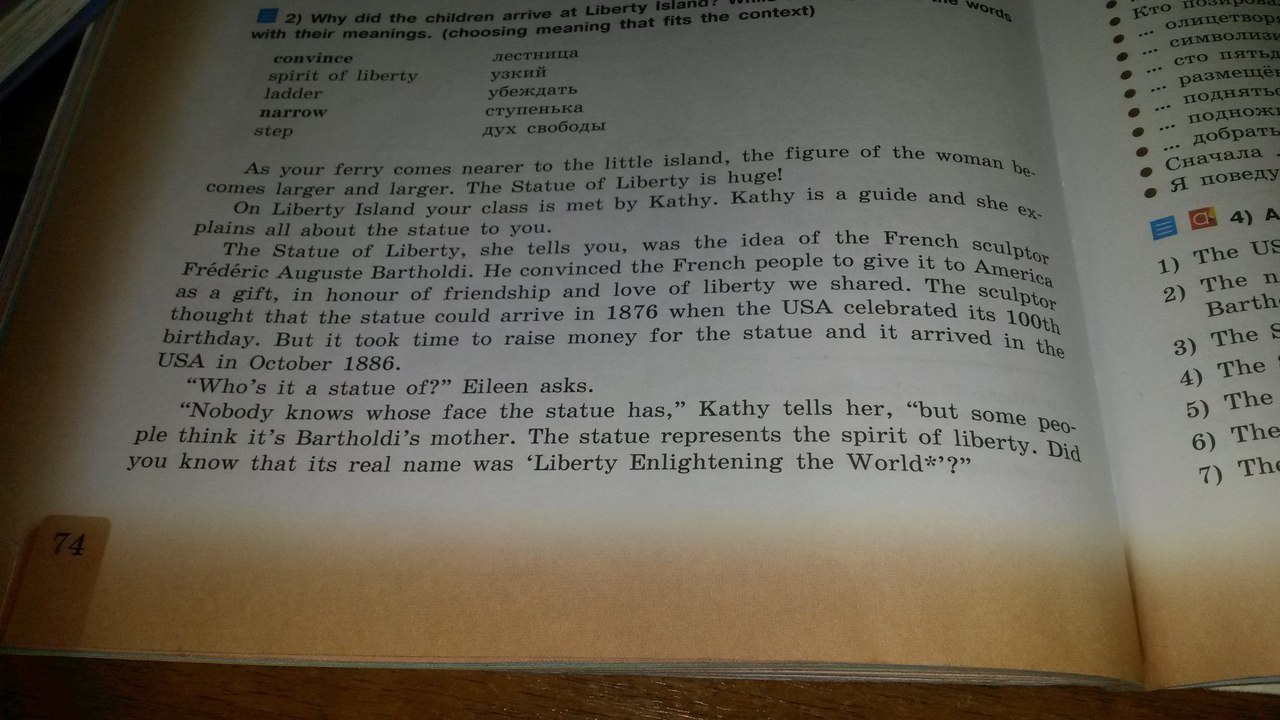 2) Why did the children arrive at Liberty Island? the words
with their meanings. (choosing meaning that fits the context)
convince лестница
spirit of liberty узкий
ladder убеждать
narrow ступенька
step дух свободы
As your ferry comes nearer to the little island, the figure of the woman be-
comes larger and larger. The Statue of Liberty is huge!
On Liberty Island your class is met by Kathy. Kathy is a guide and she ex-
plains all about the statue to you.
The Statue of Liberty, she tells you, was the idea of the French sculptor
Frédéric Auguste Bartholdi. He convinced the French people to give it to America
as a gift, in honour of friendship and love of liberty we shared. The sculptor
thought that the statue could arrive in 1876 when the USA celebrated its 100th
birthday. But it took time to raise money for the statue and it arrived in the
USA in October 1886.
“Who’s it a statue of?” Eileen asks.
“Nobody knows whose face the statue has,” Kathy tells her, “but some peo-
ple think it’s Bartholdi’s mother. The statue represents the spirit of liberty. Did
you know that its real name was ‘Liberty Enlightening the World*’?”
74
Кто
...
...
... сто
...
...
...
... добрать
Сначала
Я поведу
4)
1) The US
2) The
Barth
3) The
4) The
5) The
6) The
7) The